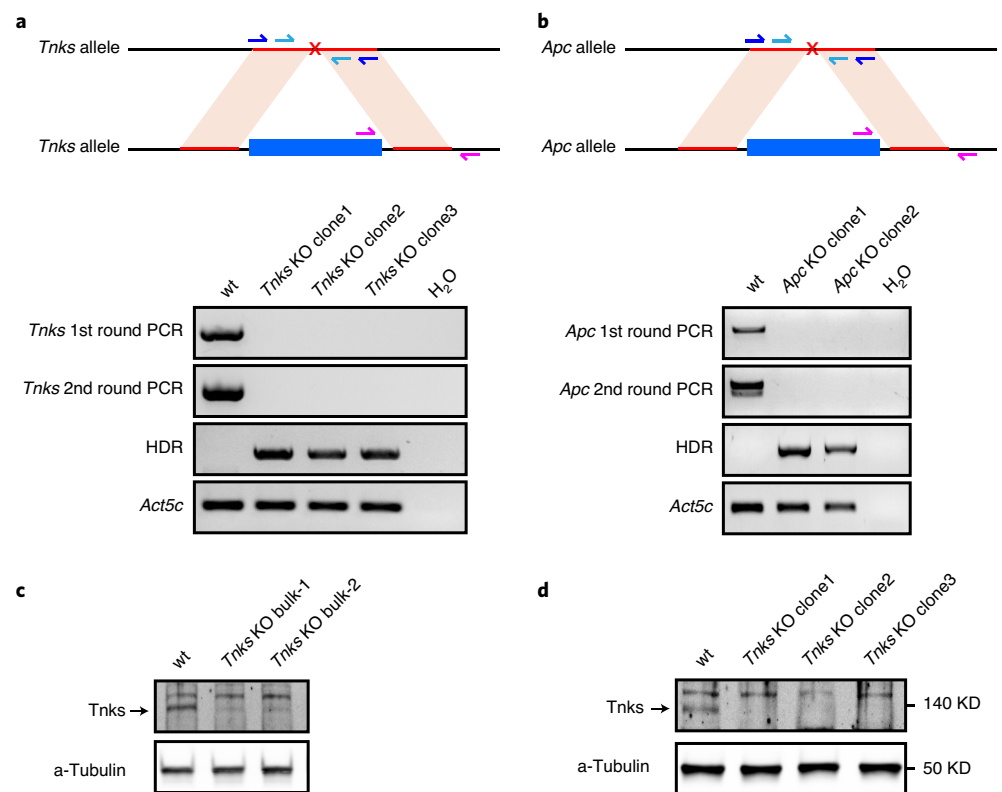 a
Tnks allele
X
Tnks allele
wt
Tnks KO clone1
Tnks KO clone2
Tnks KO clone3
H2O
Tnks 1st round PCR
Tnks 2nd round PCR
HDR
Act5c
b
Apc allele
X
Apc allele
wt
Apc KO clone1
Apc KO clone2
H2O
Apc 1st round PCR
Apc 2nd round PCR
HDR
Act5c
c
wt
Tnks KO bulk-1
Tnks KO bulk-2
Tnks
a-Tubulin
d
wt
Tnks KO clone1
Tnks KO clone2
Tnks KO clone3
Tnks
140 KD
a-Tubulin
50 KD